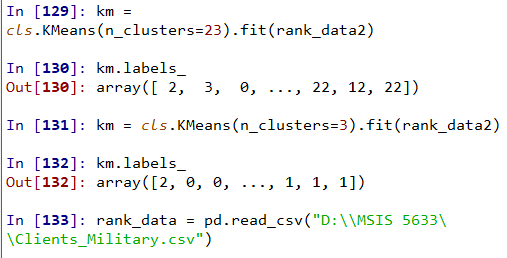 In [129]: km =
cls.KMeans(n_clusters=23).fit(rank_data2)
In [130]: km.labels_
Out[130]: array([ 2,  3,  0, ..., 22, 12, 22])
In [131]: km = cls.KMeans(n_clusters=3).fit(rank_data2)
In [132]: km.labels_
Out[132]: array([2, 0, 0, ..., 1, 1, 1])
In [133]: rank_data = pd.read_csv("D:\\MSIS 5633\
\Clients_Military.csv")